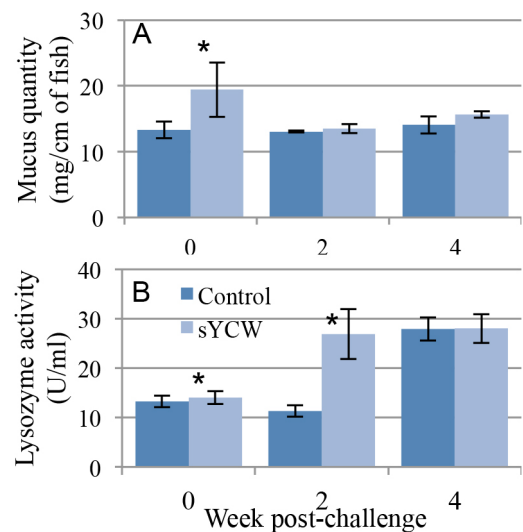 A
Mucus quantity
(mg/cm of fish)
30
20
10
0
*
0 2 4
B
Lysozyme activity
(U/ml)
40
30
20
10
0
Control
sYCW
*
*
0 2 4
Week post-challenge